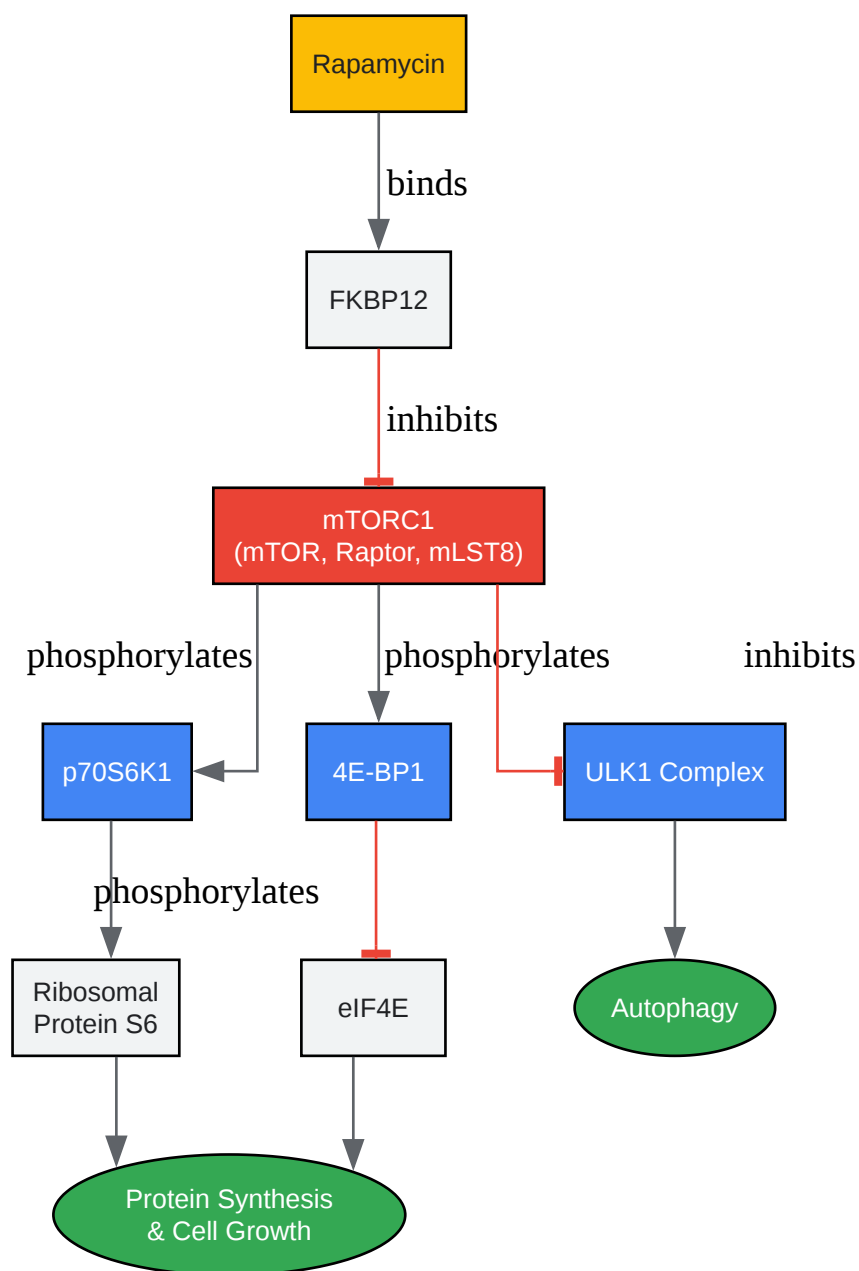 Rapamycin
binds
FKBP12
inhibits
mTORC1
(mTOR, Raptor, mLST8)
phosphorylates
phosphorylates
inhibits
p70S6K1
4E-BP1
ULK1 Complex
phosphorylates
Ribosomal
Protein S6
eIF4E
Autophagy
Protein Synthesis
& Cell Growth